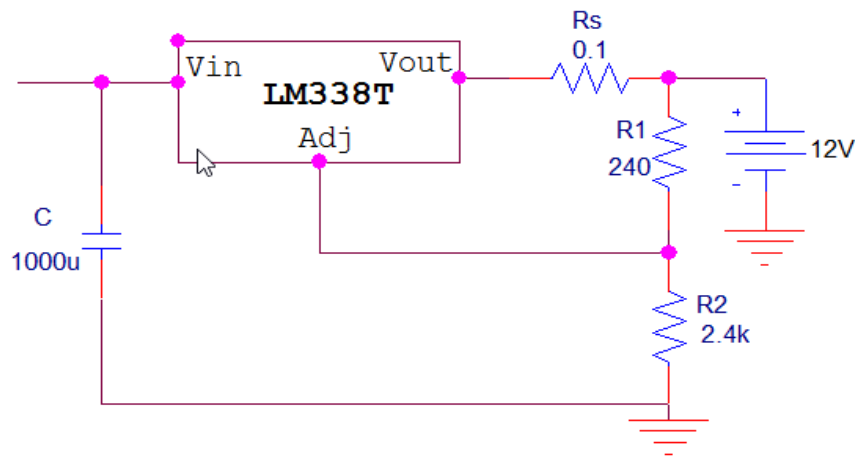 Rs
0.1
Vin
Vout
LM338T
Adj
R1
240
+
12V
-
C
1000u
R2
2.4k